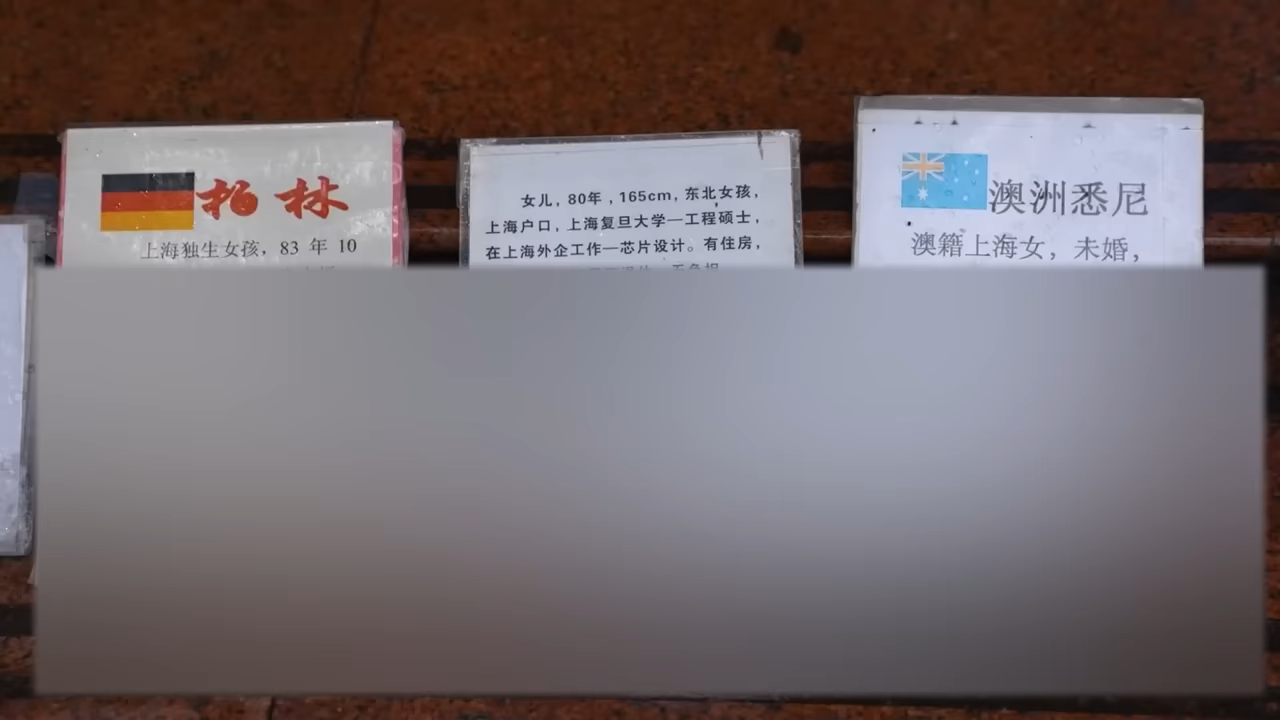 柏林
上海独生女孩，83 年 10
女儿，80年，165cm，东北女孩，
上海户口，上海复旦大学—工程硕士，
在上海外企工作—芯片设计。有住房，
澳洲悉尼
澳籍上海女，未婚，